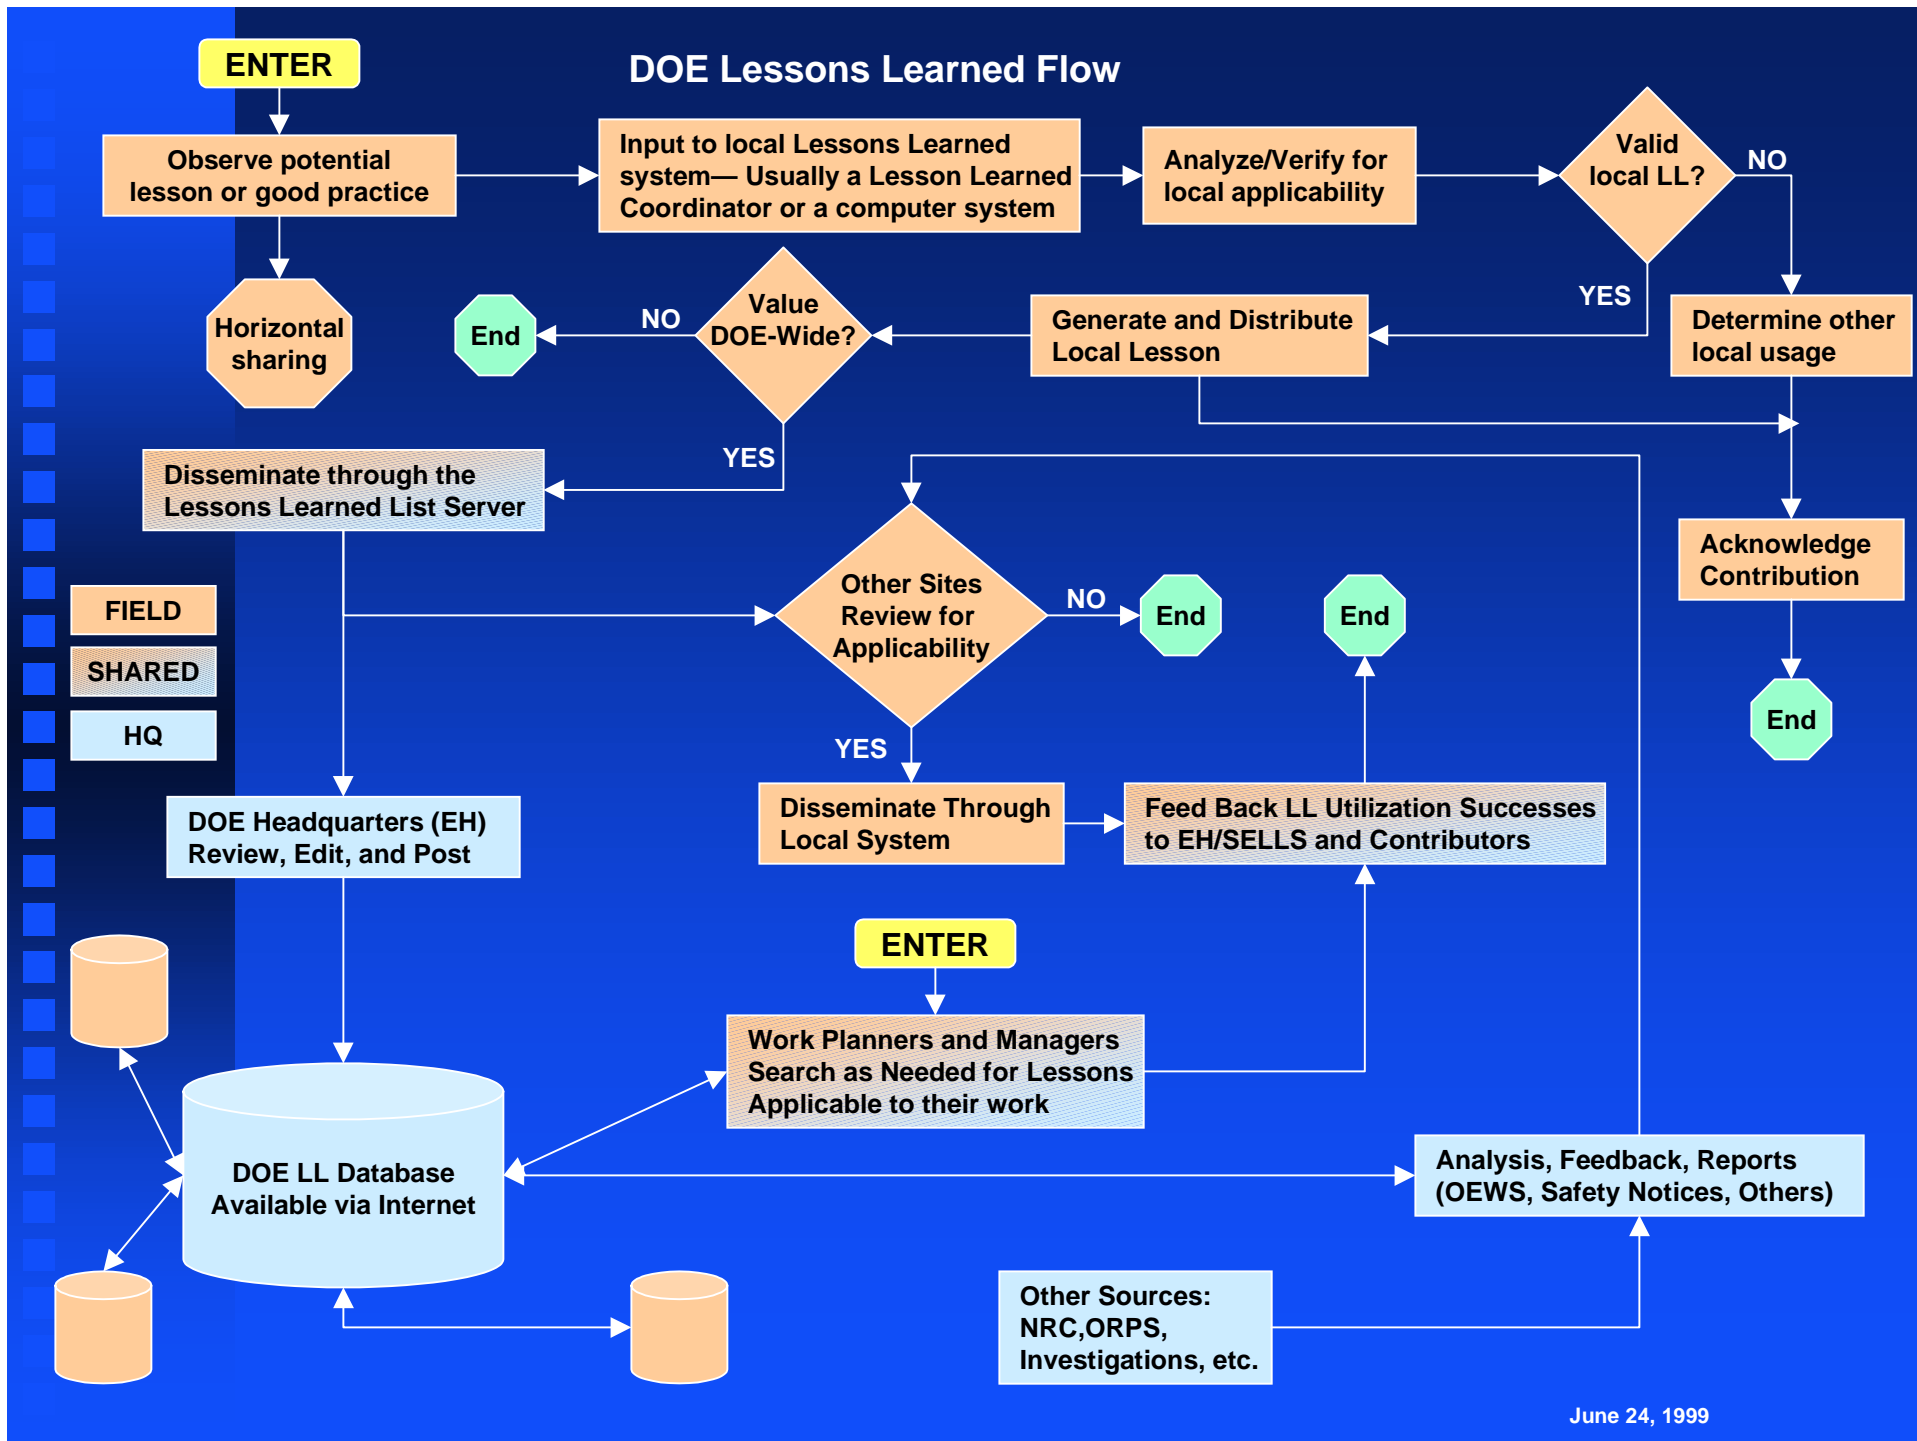 ENTER
DOE Lessons Learned Flow
Observe potential
lesson or good practice
Input to local Lessons Learned
system— Usually a Lesson Learned
Coordinator or a computer system
Analyze/Verify for
local applicability
Valid
local LL?
NO
YES
Horizontal
sharing
End
NO
Value
DOE-Wide?
Generate and Distribute
Local Lesson
Determine other
local usage
YES
Disseminate through the
Lessons Learned List Server
Acknowledge
Contribution
FIELD
SHARED
HQ
Other Sites
Review for
Applicability
NO
End
End
End
YES
DOE Headquarters (EH)
Review, Edit, and Post
Disseminate Through
Local System
Feed Back LL Utilization Successes
to EH/SELLS and Contributors
ENTER
Work Planners and Managers
Search as Needed for Lessons
Applicable to their work
DOE LL Database
Available via Internet
Analysis, Feedback, Reports
(OEWS, Safety Notices, Others)
Other Sources:
NRC,ORPS,
Investigations, etc.
June 24, 1999